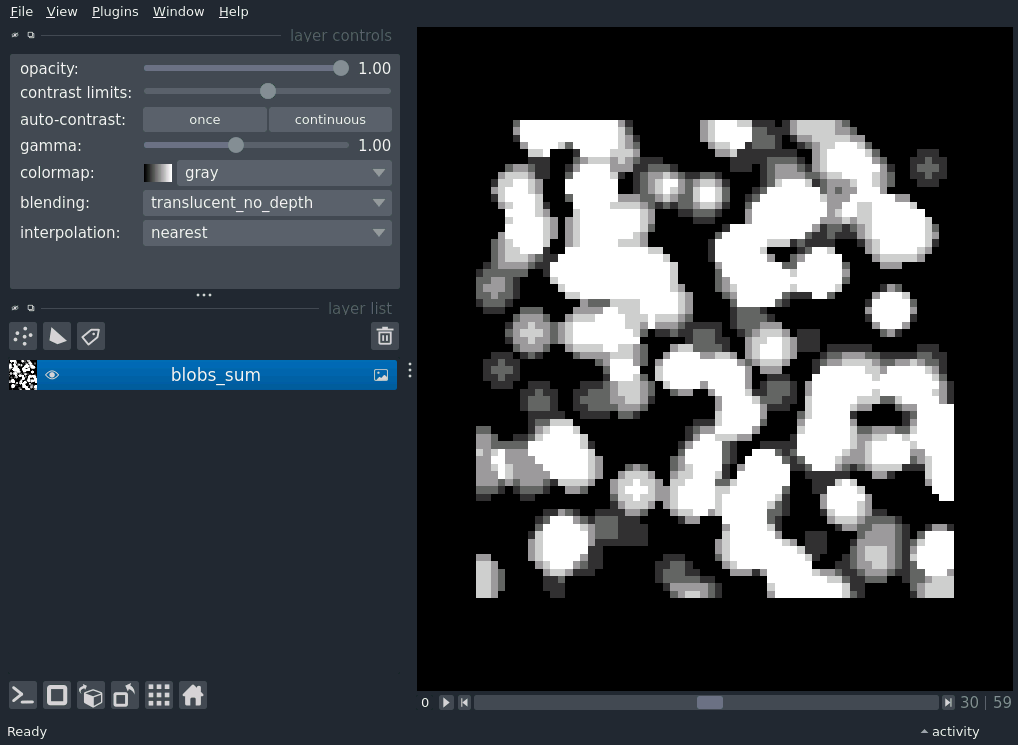 File View Plugins Window Help
layer controls
opacity: 1.00
contrast limits:
auto-contrast: once continuous
gamma: 1.00
colormap: gray
blending: translucent_no_depth
interpolation: nearest
layer list
blobs_sum
0 30 | 59
Ready activity